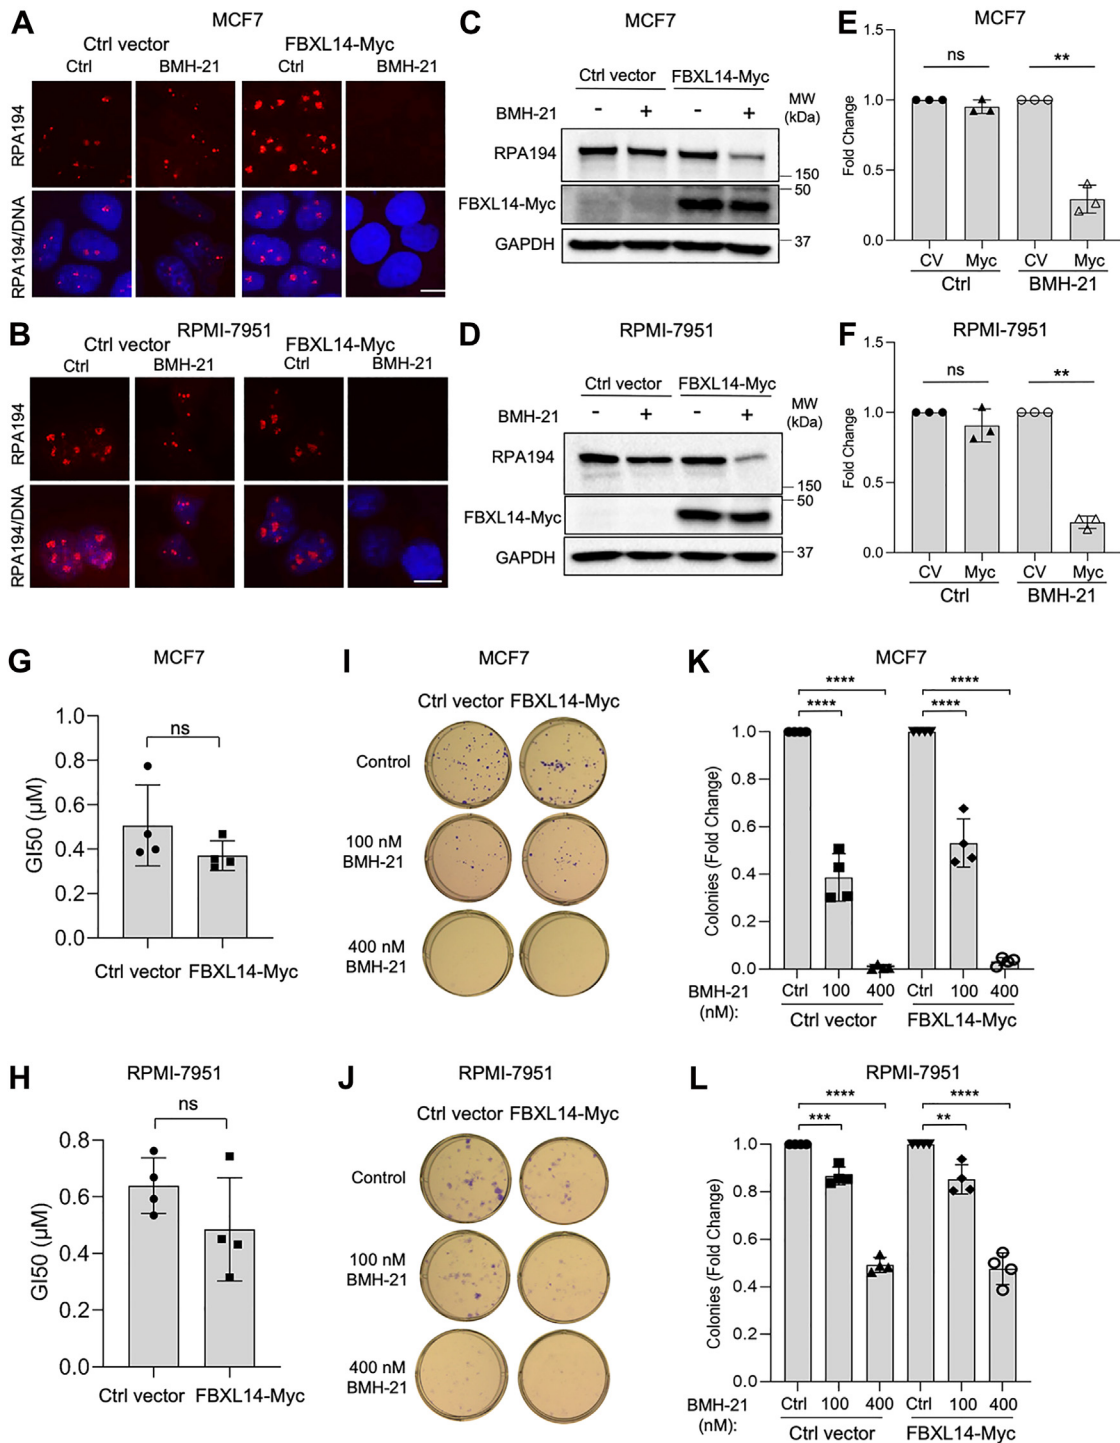 A
MCF7
Ctrl vector FBXL14-Myc
Ctrl BMH-21 Ctrl BMH-21
RPA194
RPA194/DNA
B
RPMI-7951
Ctrl vector FBXL14-Myc
Ctrl BMH-21 Ctrl BMH-21
RPA194
RPA194/DNA
C
MCF7
Ctrl vector FBXL14-Myc
BMH-21 - + - +
MW (kDa)
RPA194
150
50
FBXL14-Myc
GAPDH
37
D
RPMI-7951
Ctrl vector FBXL14-Myc
BMH-21 - + - +
MW (kDa)
RPA194
150
50
FBXL14-Myc
GAPDH
37
E
MCF7
Fold Change
1.5
1.0
0.5
0.0
ns **
CV Myc CV Myc
Ctrl BMH-21
F
RPMI-7951
Fold Change
1.5
1.0
0.5
0.0
ns **
CV Myc CV Myc
Ctrl BMH-21
G
MCF7
GI50 (µM)
1.0
0.8
0.6
0.4
0.2
0.0
ns
Ctrl vector FBXL14-Myc
H
RPMI-7951
GI50 (µM)
0.8
0.6
0.4
0.2
0.0
ns
Ctrl vector FBXL14-Myc
I
MCF7
Ctrl vector FBXL14-Myc
Control
100 nM
BMH-21
400 nM
BMH-21
J
RPMI-7951
Ctrl vector FBXL14-Myc
Control
100 nM
BMH-21
400 nM
BMH-21
K
MCF7
Colonies (Fold Change)
1.0
0.8
0.6
0.4
0.2
0.0
**** ****
**** ****
BMH-21 (nM): Ctrl 100 400 Ctrl 100 400
Ctrl vector FBXL14-Myc
L
RPMI-7951
Colonies (Fold Change)
1.0
0.8
0.6
0.4
0.2
0.0
**** ****
*** **
BMH-21 (nM): Ctrl 100 400 Ctrl 100 400
Ctrl vector FBXL14-Myc